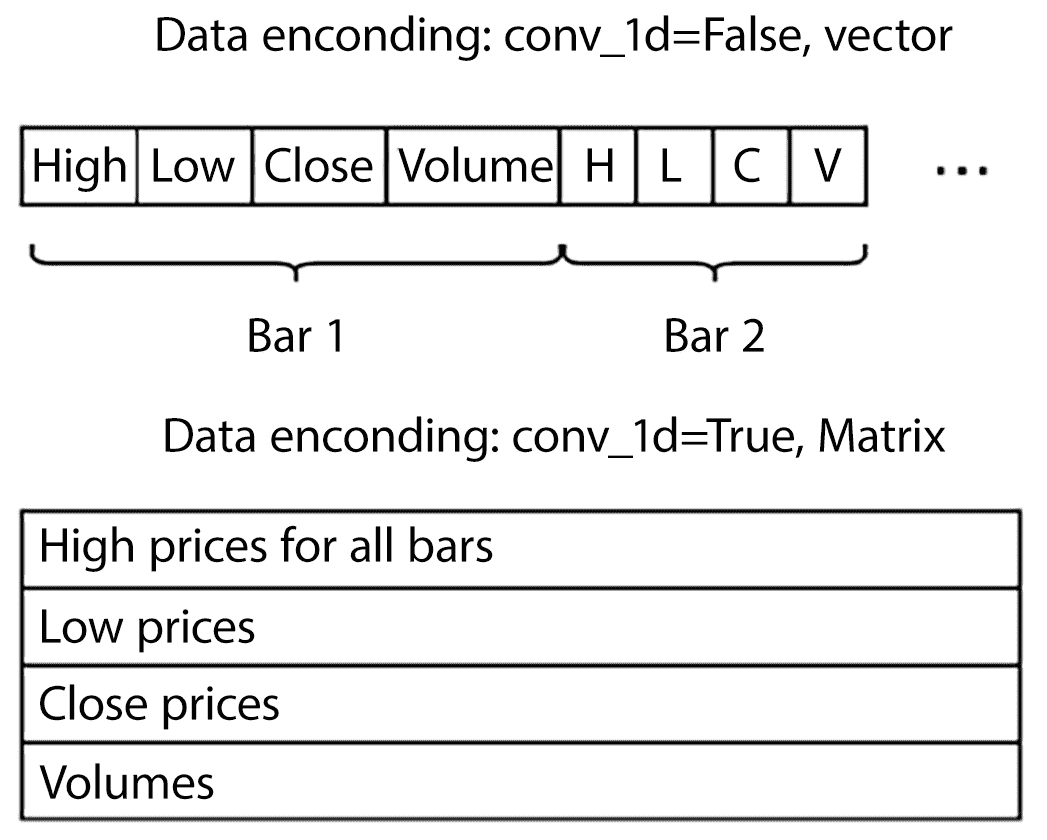 Data enconding: conv_1d=False, vector
High Low Close Volume H L C V ...
Bar 1 Bar 2
Data enconding: conv_1d=True, Matrix
High prices for all bars
Low prices
Close prices
Volumes